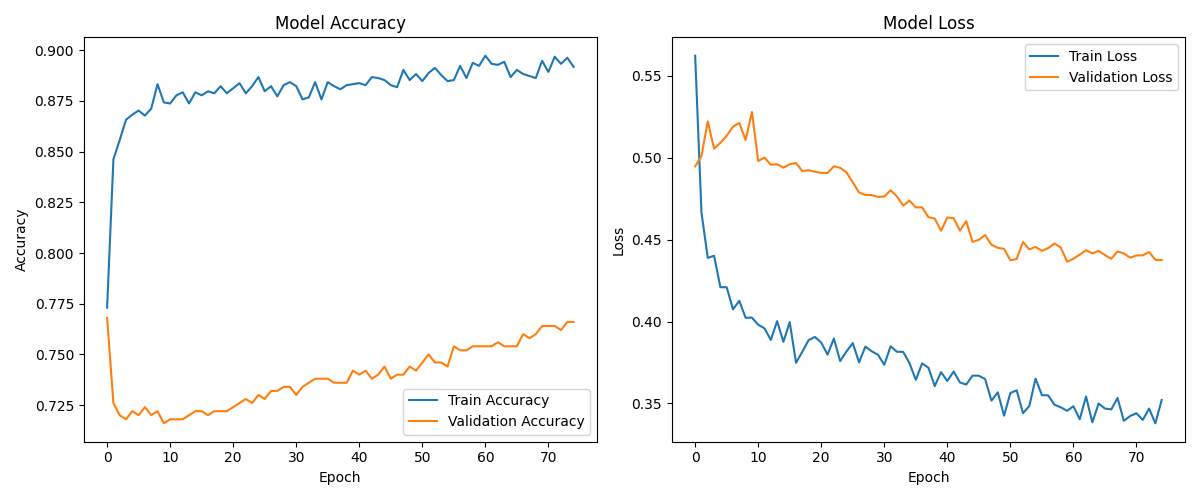 Model Accuracy
Accuracy
0.900
0.875
0.850
0.825
0.800
0.775
0.750
0.725
0 10 20 30 40 50 60 70
Epoch
Train Accuracy
Validation Accuracy
Model Loss
Loss
0.55
0.50
0.45
0.40
0.35
0 10 20 30 40 50 60 70
Epoch
Train Loss
Validation Loss